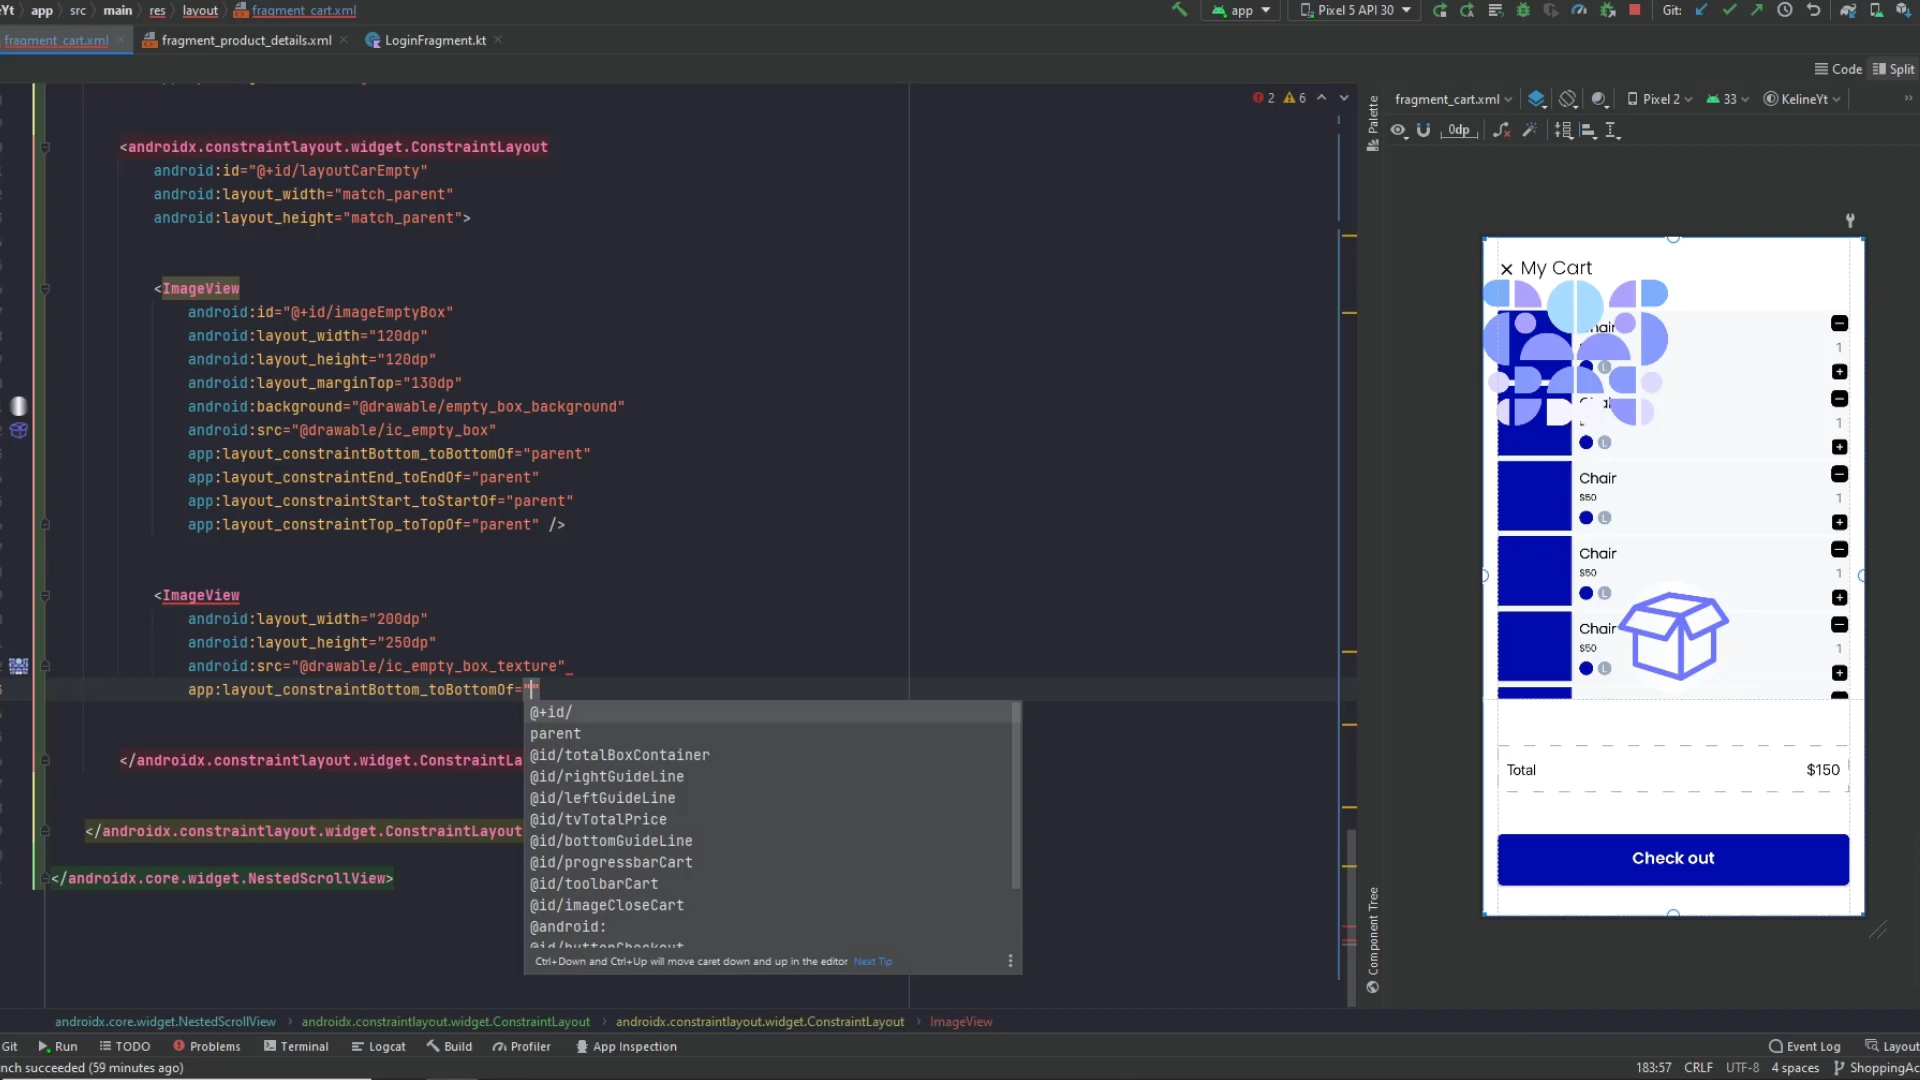 Yt app src main res layout fragment_cart.xml app Pixel 5 API 30 Git:
fragment_cart.xml fragment_product_details.xml LoginFragment.kt
Code Split
2 6 fragment_cart.xml Pixel 2 33 KelineYt
Palette
0dp
<androidx.constraintlayout.widget.ConstraintLayout
android:id="@+id/layoutCarEmpty"
android:layout_width="match_parent"
android:layout_height="match_parent">
<ImageView
android:id="@+id/imageEmptyBox"
android:layout_width="120dp"
android:layout_height="120dp"
android:layout_marginTop="130dp"
android:background="@drawable/empty_box_background"
android:src="@drawable/ic_empty_box"
app:layout_constraintBottom_toBottomOf="parent"
app:layout_constraintEnd_toEndOf="parent"
app:layout_constraintStart_toStartOf="parent"
app:layout_constraintTop_toTopOf="parent" />
<ImageView
android:layout_width="200dp"
android:layout_height="250dp"
android:src="@drawable/ic_empty_box_texture"
app:layout_constraintBottom_toBottomOf=""
@+id/
parent
@id/totalBoxContainer
@id/rightGuideLine
@id/leftGuideLine
@id/tvTotalPrice
@id/bottomGuideLine
@id/progressbarCart
@id/toolbarCart
@id/imageCloseCart
@android:
@id/buttonCheckout
Ctrl+Down and Ctrl+Up will move caret down and up in the editor Next Tip
</androidx.constraintlayout.widget.ConstraintLa
</androidx.constraintlayout.widget.ConstraintLayout
</androidx.core.widget.NestedScrollView>
My Cart
1
L
1
L
Chair
$50
1
L
Chair
$50
1
L
Chair
$50
1
Total $150
Check out
Component Tree
androidx.core.widget.NestedScrollView androidx.constraintlayout.widget.ConstraintLayout androidx.constraintlayout.widget.ConstraintLayout ImageView
Git Run TODO Problems Terminal Logcat Build Profiler App Inspection Event Log Layout
nch succeeded (59 minutes ago) 183:57 CRLF UTF-8 4 spaces ShoppingAc